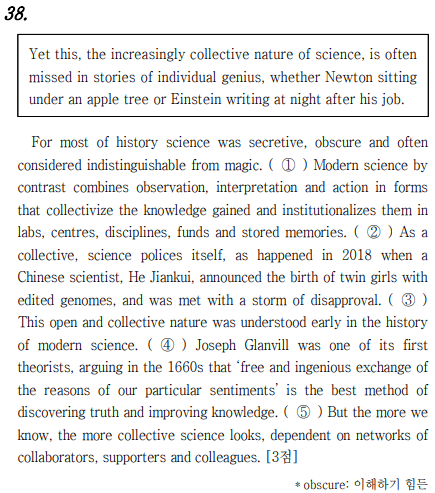 38.
Yet this, the increasingly collective nature of science, is often
missed in stories of individual genius, whether Newton sitting
under an apple tree or Einstein writing at night after his job.
For most of history science was secretive, obscure and often
considered indistinguishable from magic. ( ① ) Modern science by
contrast combines observation, interpretation and action in forms
that collectivize the knowledge gained and institutionalizes them in
labs, centres, disciplines, funds and stored memories. ( ② ) As a
collective, science polices itself, as happened in 2018 when a
Chinese scientist, He Jiankui, announced the birth of twin girls with
edited genomes, and was met with a storm of disapproval. ( ③ )
This open and collective nature was understood early in the history
of modern science. ( ④ ) Joseph Glanvill was one of its first
theorists, arguing in the 1660s that ‘free and ingenious exchange of
the reasons of our particular sentiments’ is the best method of
discovering truth and improving knowledge. ( ⑤ ) But the more we
know, the more collective science looks, dependent on networks of
collaborators, supporters and colleagues. [3점]
* obscure: 이해하기 힘든